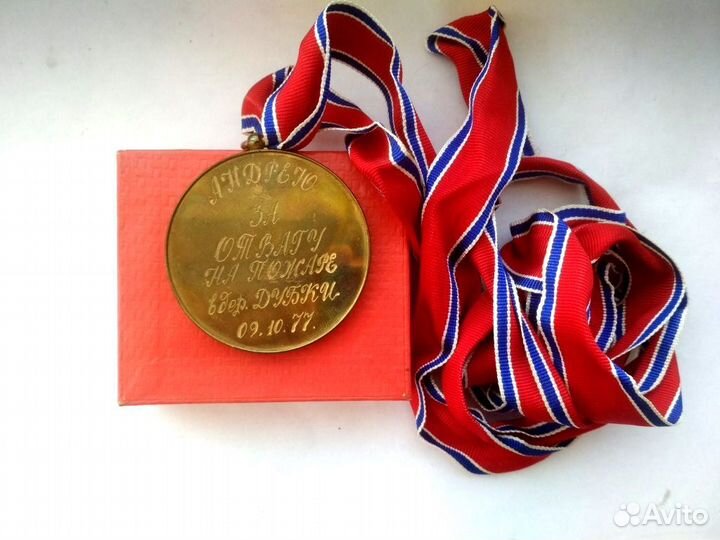 АНДРЕЮ
ЗА
ОТВАГУ
НА ПОЖАРЕ
в дер. ДУБКИ
09.10.77.
Avito